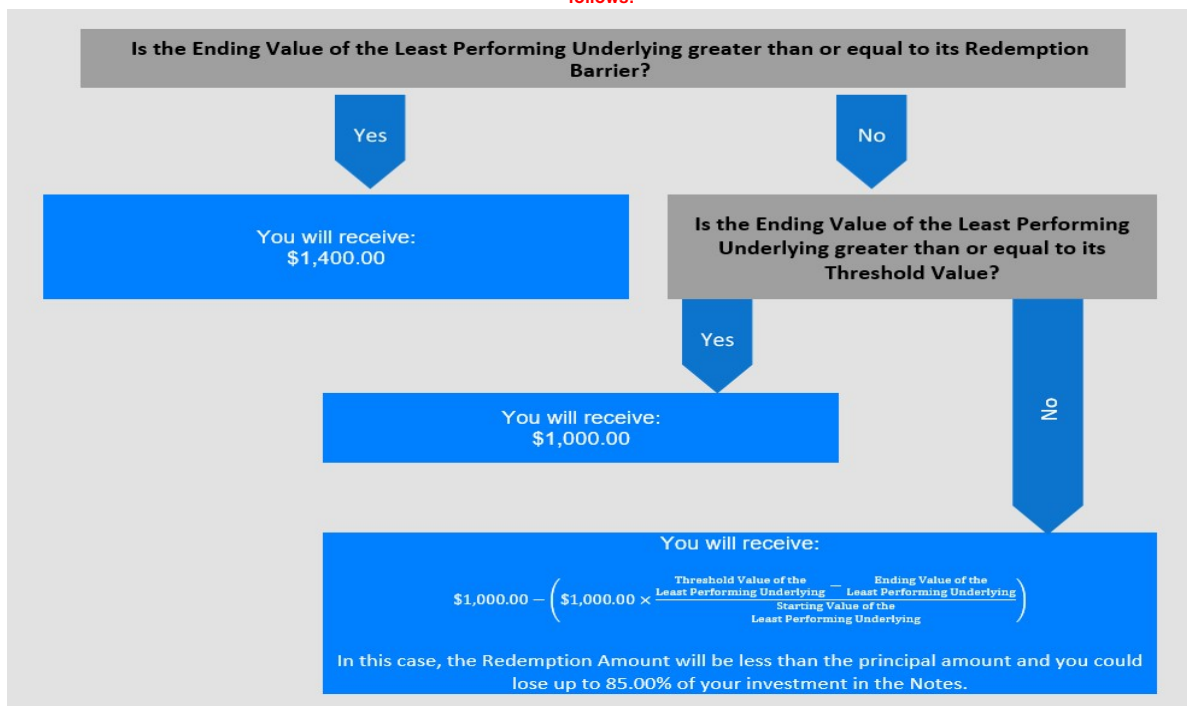 follows:
Is the Ending Value of the Least Performing Underlying greater than or equal to its Redemption
Barrier?
Yes
No
You will receive:
$1,400.00
Is the Ending Value of the Least Performing
Underlying greater than or equal to its
Threshold Value?
Yes
No
You will receive:
$1,000.00
You will receive:
$1,000.00 − ($1,000.00 × (Threshold Value of the Least Performing Underlying − Ending Value of the Least Performing Underlying) / Starting Value of the Least Performing Underlying)
In this case, the Redemption Amount will be less than the principal amount and you could
lose up to 85.00% of your investment in the Notes.